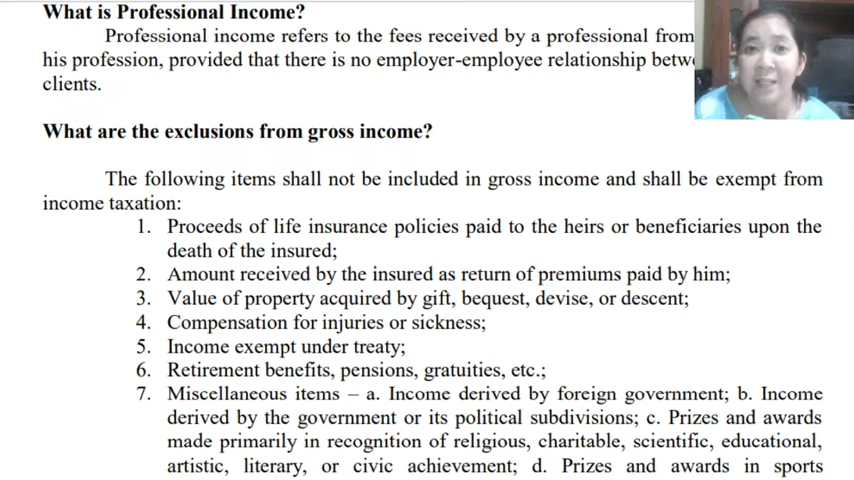 What is Professional Income?
Professional income refers to the fees received by a professional from
his profession, provided that there is no employer-employee relationship
clients.
What are the exclusions from gross income?
The following items shall not be included in gross income and shall be exempt from
income taxation:
1. Proceeds of life insurance policies paid to the heirs or beneficiaries upon the
death of the insured;
2. Amount received by the insured as return of premiums paid by him;
3. Value of property acquired by gift, bequest, devise, or descent;
4. Compensation for injuries or sickness;
5. Income exempt under treaty;
6. Retirement benefits, pensions, gratuities, etc.;
7. Miscellaneous items – a. Income derived by foreign government; b. Income
derived by the government or its political subdivisions; c. Prizes and awards
made primarily in recognition of religious, charitable, scientific, educational,
artistic, literary, or civic achievement; d. Prizes and awards in sports